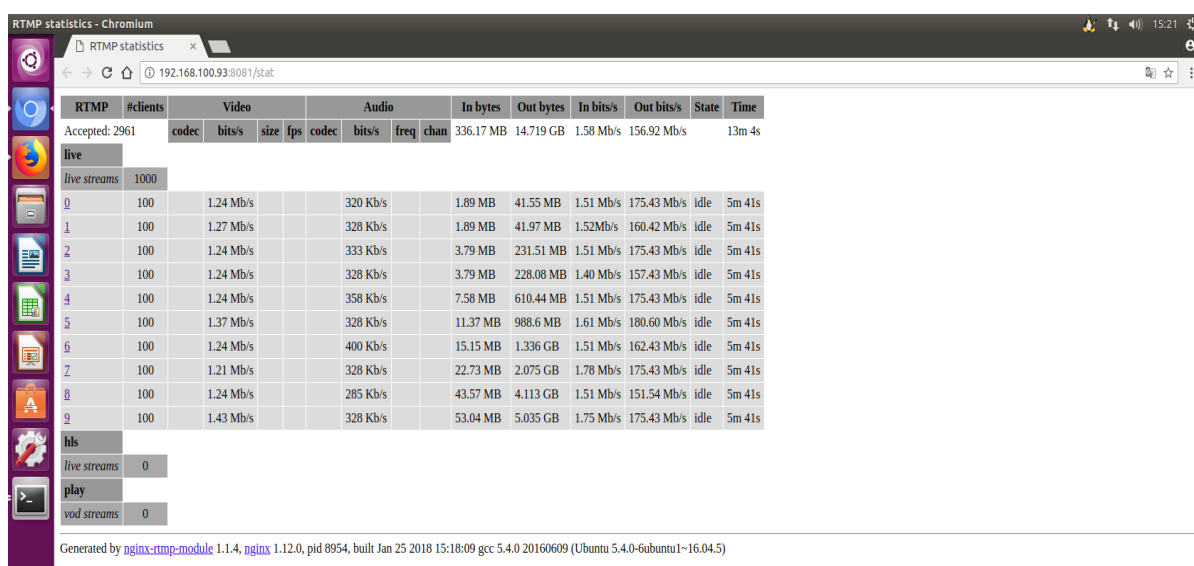 RTMP statistics - Chromium 15:21
RTMP statistics ×
192.168.100.93:8081/stat
RTMP #clients Video Audio In bytes Out bytes In bits/s Out bits/s State Time
Accepted: 2961 codec bits/s size fps codec bits/s freq chan 336.17 MB 14.719 GB 1.58 Mb/s 156.92 Mb/s 13m 4s
live
live streams 1000
0 100 1.24 Mb/s 320 Kb/s 1.89 MB 41.55 MB 1.51 Mb/s 175.43 Mb/s idle 5m 41s
1 100 1.27 Mb/s 328 Kb/s 1.89 MB 41.97 MB 1.52Mb/s 160.42 Mb/s idle 5m 41s
2 100 1.24 Mb/s 333 Kb/s 3.79 MB 231.51 MB 1.51 Mb/s 175.43 Mb/s idle 5m 41s
3 100 1.24 Mb/s 328 Kb/s 3.79 MB 228.08 MB 1.40 Mb/s 157.43 Mb/s idle 5m 41s
4 100 1.24 Mb/s 358 Kb/s 7.58 MB 610.44 MB 1.51 Mb/s 175.43 Mb/s idle 5m 41s
5 100 1.37 Mb/s 328 Kb/s 11.37 MB 988.6 MB 1.61 Mb/s 180.60 Mb/s idle 5m 41s
6 100 1.24 Mb/s 400 Kb/s 15.15 MB 1.336 GB 1.51 Mb/s 162.43 Mb/s idle 5m 41s
7 100 1.21 Mb/s 328 Kb/s 22.73 MB 2.075 GB 1.78 Mb/s 175.43 Mb/s idle 5m 41s
8 100 1.24 Mb/s 285 Kb/s 43.57 MB 4.113 GB 1.51 Mb/s 151.54 Mb/s idle 5m 41s
9 100 1.43 Mb/s 328 Kb/s 53.04 MB 5.035 GB 1.75 Mb/s 175.43 Mb/s idle 5m 41s
hls
live streams 0
play
vod streams 0
Generated by nginx-rtmp-module 1.1.4, nginx 1.12.0, pid 8954, built Jan 25 2018 15:18:09 gcc 5.4.0 20160609 (Ubuntu 5.4.0-6ubuntu1~16.04.5)